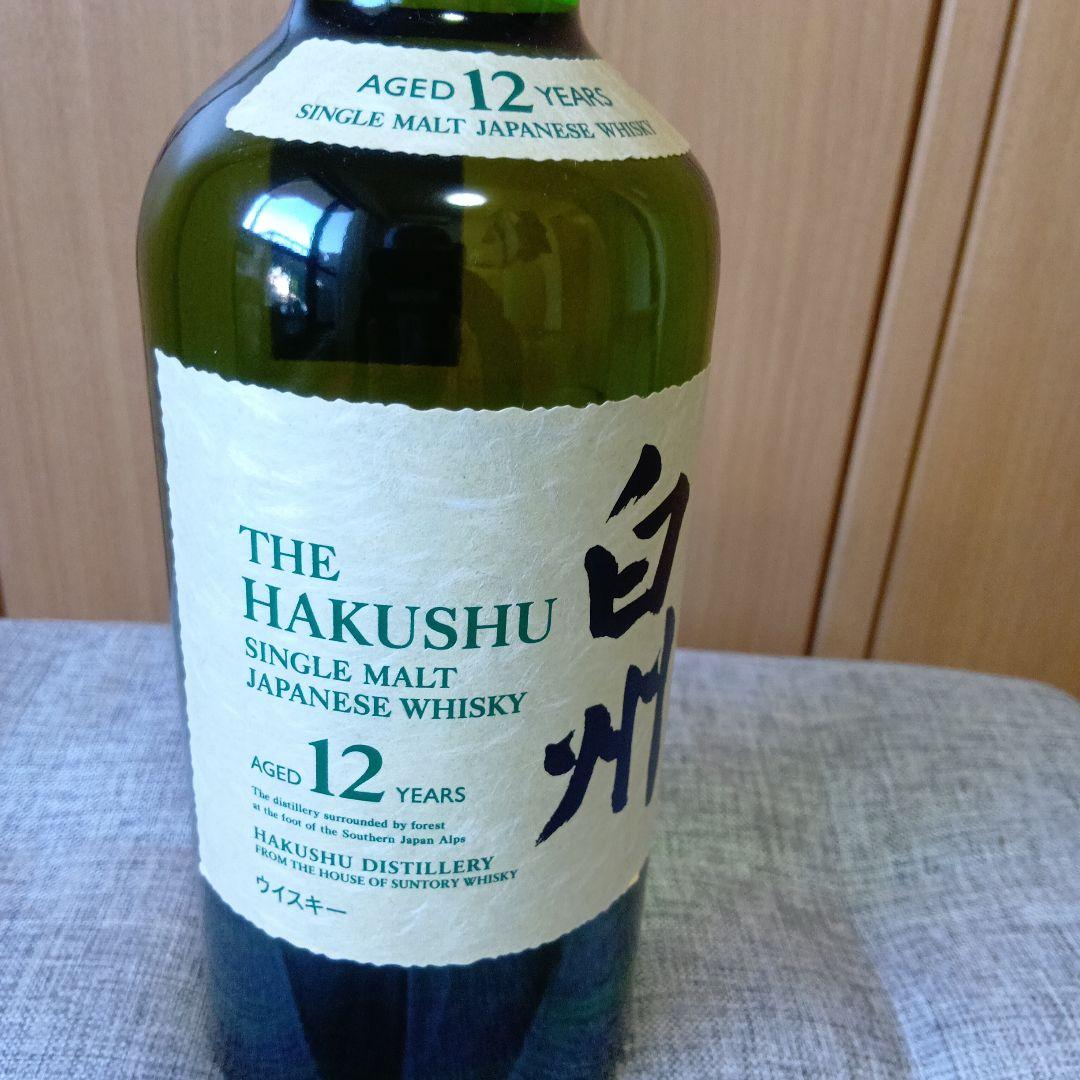 AGED 12 YEARS
SINGLE MALT JAPANESE WHISKY
THE
HAKUSHU
SINGLE MALT
JAPANESE WHISKY
AGED 12 YEARS
The distillery surrounded by forest
at the foot of the Southern Japan Alps
HAKUSHU DISTILLERY
FROM THE HOUSE OF SUNTORY WHISKY
ウイスキー
白州